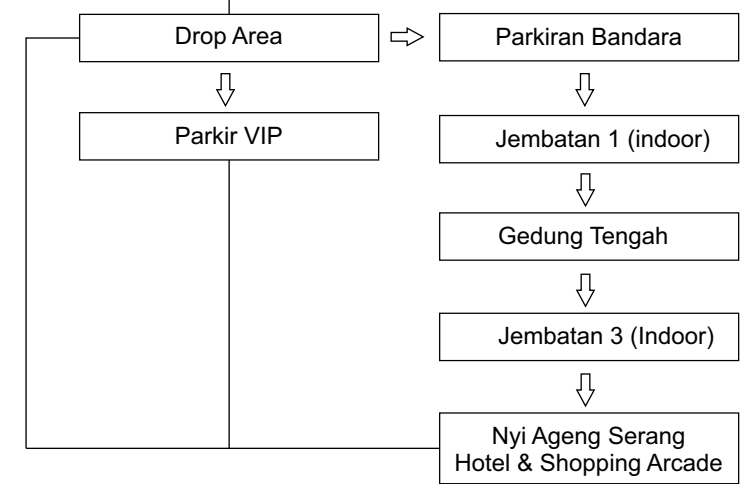 Drop Area
Parkiran Bandara
Parkir VIP
Jembatan 1 (indoor)
Gedung Tengah
Jembatan 3 (Indoor)
Nyi Ageng Serang
Hotel & Shopping Arcade